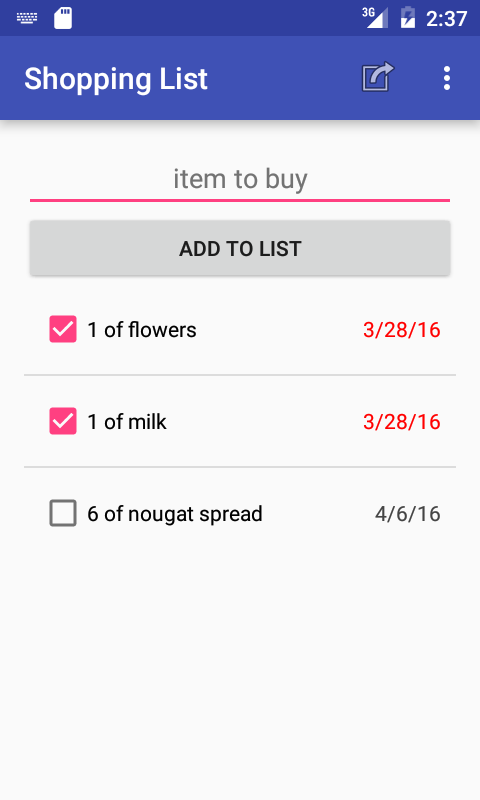 3G 2:37
Shopping List
item to buy
ADD TO LIST
1 of flowers 3/28/16
1 of milk 3/28/16
6 of nougat spread 4/6/16